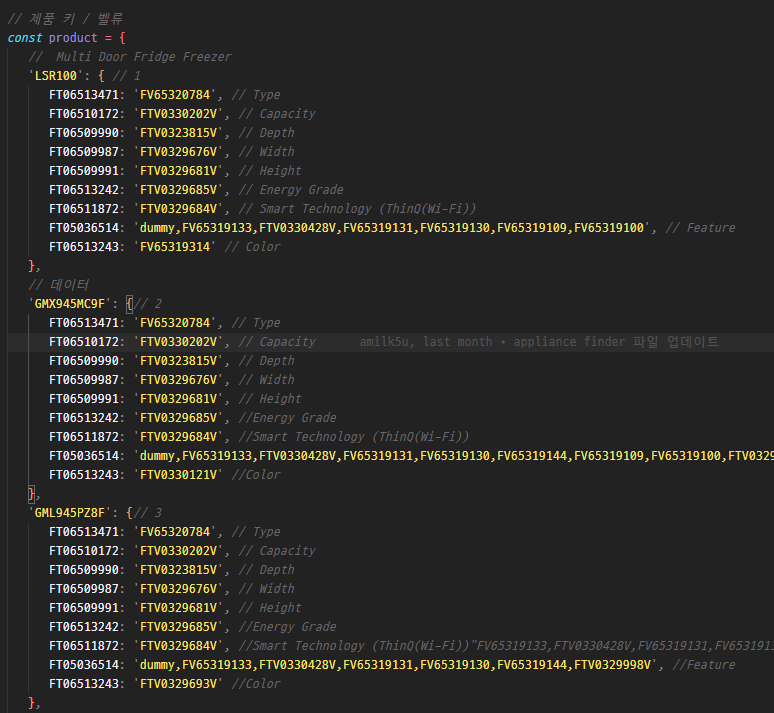 // 제품 키 / 벨류
const product = {
//  Multi Door Fridge Freezer
'LSR100': { // 1
FT06513471: 'FV65320784', // Type
FT06510172: 'FTV0330202V', // Capacity
FT06509990: 'FTV0323815V', // Depth
FT06509987: 'FTV0329676V', // Width
FT06509991: 'FTV0329681V', // Height
FT06513242: 'FTV0329685V', // Energy Grade
FT06511872: 'FTV0329684V', // Smart Technology (ThinQ(Wi-Fi))
FT05036514: 'dummy,FV65319133,FTV0330428V,FV65319131,FV65319130,FV65319109,FV65319100', // Feature
FT06513243: 'FV65319314' // Color
},
// 데이터
'GMX945MC9F': {// 2
FT06513471: 'FV65320784', // Type
FT06510172: 'FTV0330202V', // Capacity amilk5u, last month • appliance finder 파일 업데이트
FT06509990: 'FTV0323815V', // Depth
FT06509987: 'FTV0329676V', // Width
FT06509991: 'FTV0329681V', // Height
FT06513242: 'FTV0329685V', //Energy Grade
FT06511872: 'FTV0329684V', //Smart Technology (ThinQ(Wi-Fi))
FT05036514: 'dummy,FV65319133,FTV0330428V,FV65319131,FV65319130,FV65319144,FV65319109,FV65319100,FTV0329
FT06513243: 'FTV0330121V' //Color
},
'GML945PZ8F': {// 3
FT06513471: 'FV65320784', // Type
FT06510172: 'FTV0330202V', // Capacity
FT06509990: 'FTV0323815V', // Depth
FT06509987: 'FTV0329676V', // Width
FT06509991: 'FTV0329681V', // Height
FT06513242: 'FTV0329685V', //Energy Grade
FT06511872: 'FTV0329684V', //Smart Technology (ThinQ(Wi-Fi))"FV65319133,FTV0330428V,FV65319131,FV6531913
FT05036514: 'dummy,FV65319133,FTV0330428V,FV65319131,FV65319130,FV65319144,FTV0329998V', //Feature
FT06513243: 'FTV0329693V' //Color
},